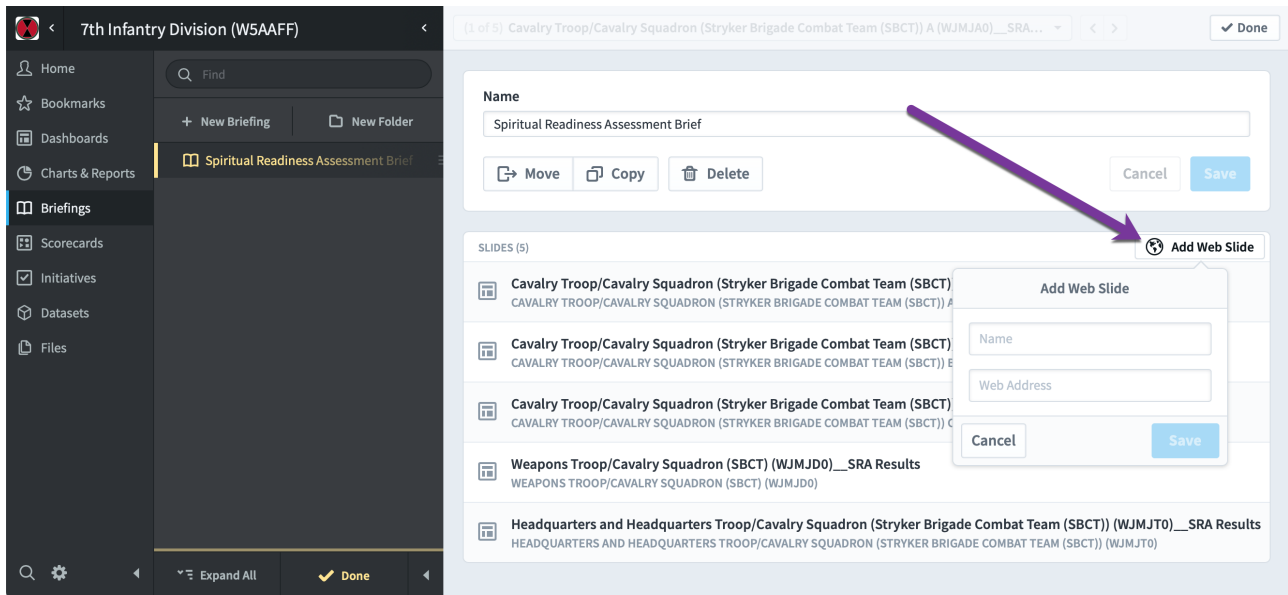 7th Infantry Division (W5AAFF)
Home
Bookmarks
Dashboards
Charts & Reports
Briefings
Scorecards
Initiatives
Datasets
Files
Find
+ New Briefing
New Folder
Spiritual Readiness Assessment Brief
Expand All
Done
(1 of 5) Cavalry Troop/Cavalry Squadron (Stryker Brigade Combat Team (SBCT)) A (WJMJA0)__SRA...
Done
Name
Spiritual Readiness Assessment Brief
Move
Copy
Delete
Cancel
Save
SLIDES (5)
Add Web Slide
Cavalry Troop/Cavalry Squadron (Stryker Brigade Combat Team (SBCT)
CAVALRY TROOP/CAVALRY SQUADRON (STRYKER BRIGADE COMBAT TEAM (SBCT)) A
Cavalry Troop/Cavalry Squadron (Stryker Brigade Combat Team (SBCT)
CAVALRY TROOP/CAVALRY SQUADRON (STRYKER BRIGADE COMBAT TEAM (SBCT)) B
Cavalry Troop/Cavalry Squadron (Stryker Brigade Combat Team (SBCT)
CAVALRY TROOP/CAVALRY SQUADRON (STRYKER BRIGADE COMBAT TEAM (SBCT)) C
Weapons Troop/Cavalry Squadron (SBCT) (WJMJD0)__SRA Results
WEAPONS TROOP/CAVALRY SQUADRON (SBCT) (WJMJD0)
Headquarters and Headquarters Troop/Cavalry Squadron (Stryker Brigade Combat Team (SBCT)) (WJMJT0)__SRA Results
HEADQUARTERS AND HEADQUARTERS TROOP/CAVALRY SQUADRON (STRYKER BRIGADE COMBAT TEAM (SBCT)) (WJMJT0)
Add Web Slide
Name
Web Address
Cancel
Save